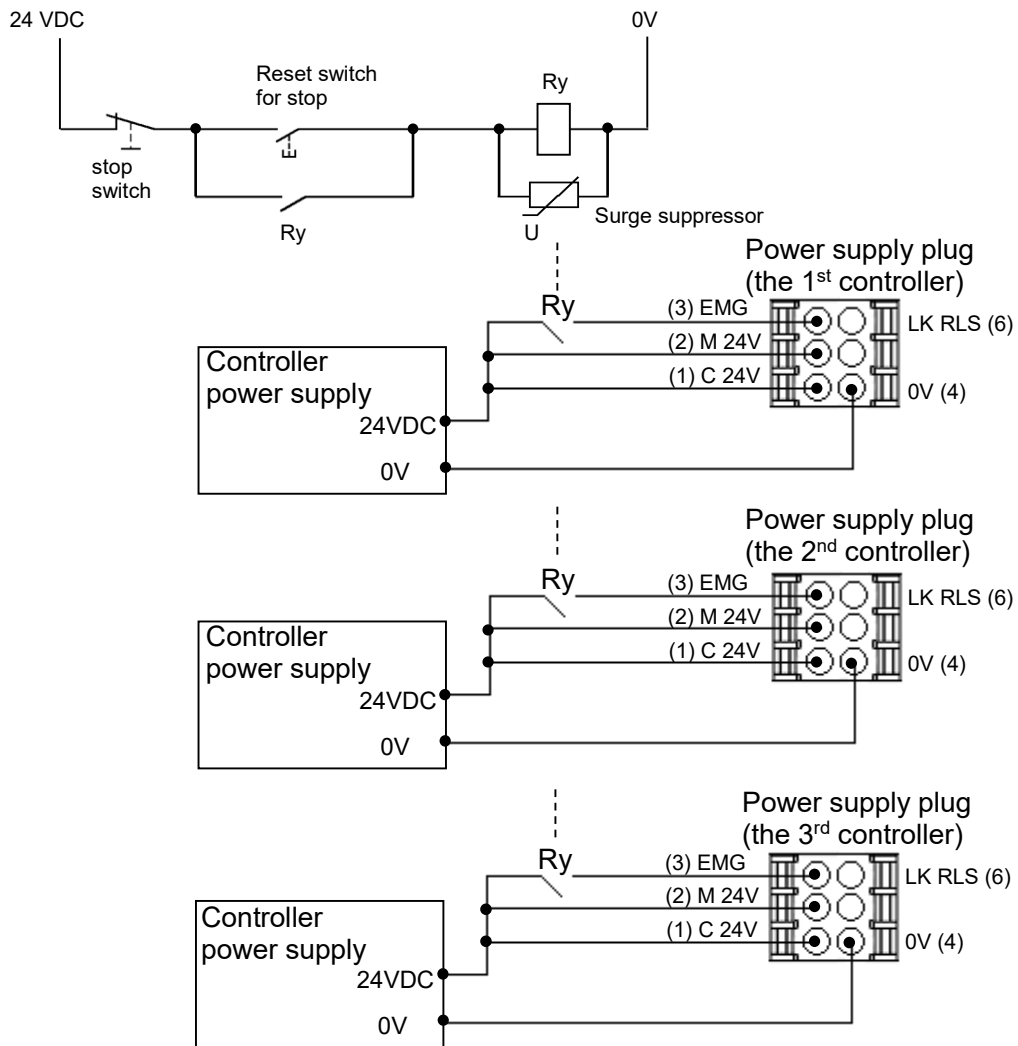 24 VDC
0V
Reset switch
for stop
Ry
stop
switch
Ry
U
Surge suppressor
Power supply plug
(the 1st controller)
Ry
(3) EMG
LK RLS (6)
(2) M 24V
(1) C 24V
0V (4)
Controller
power supply
24VDC
0V
Power supply plug
(the 2nd controller)
Ry
(3) EMG
LK RLS (6)
(2) M 24V
(1) C 24V
0V (4)
Controller
power supply
24VDC
0V
Power supply plug
(the 3rd controller)
Ry
(3) EMG
LK RLS (6)
(2) M 24V
(1) C 24V
0V (4)
Controller
power supply
24VDC
0V